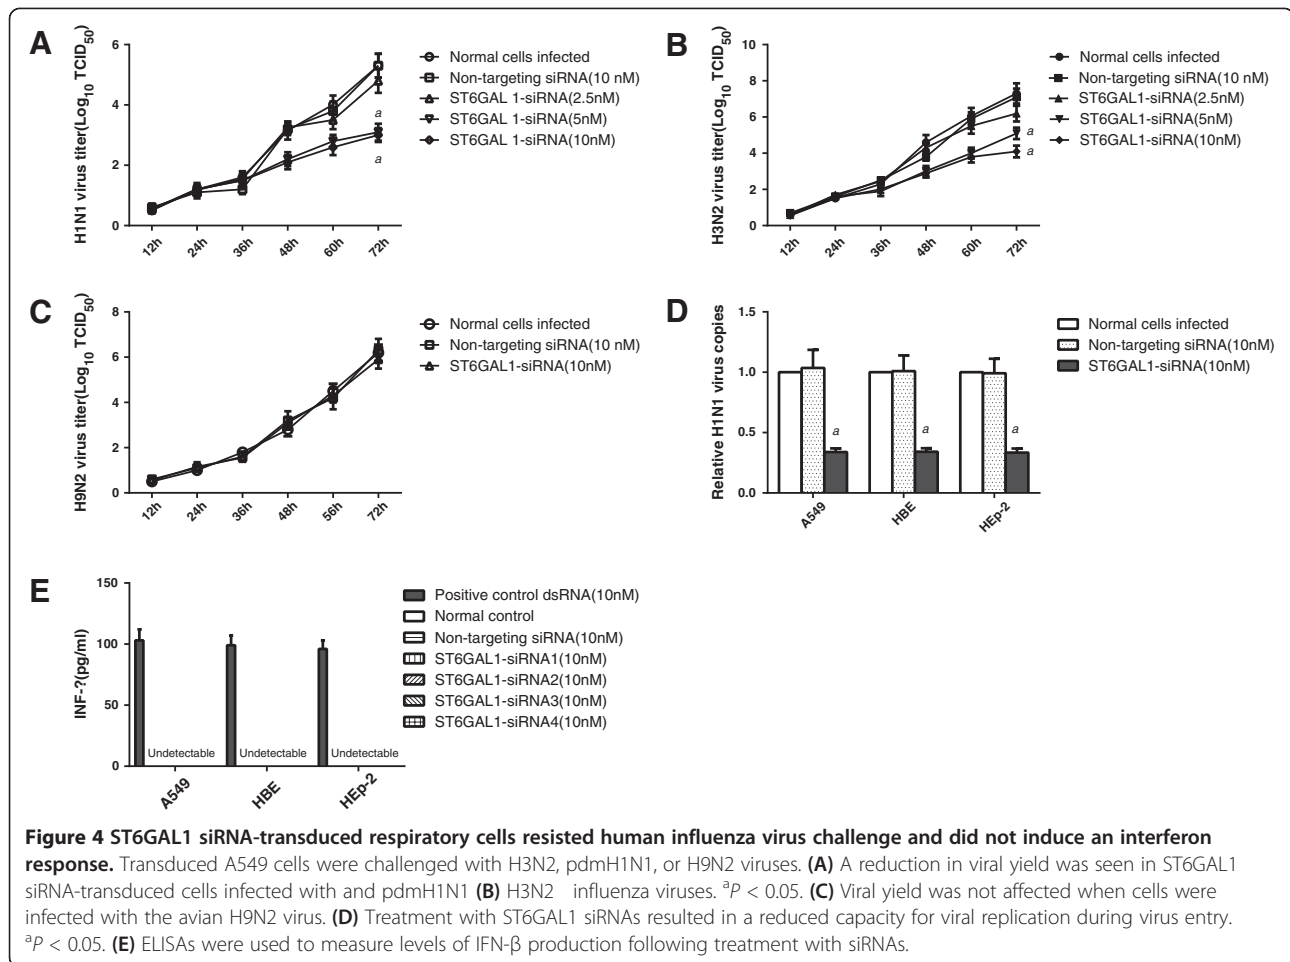 A
H1N1 virus titer(Log10 TCID50)
6
4
2
0
12h
24h
36h
48h
60h
72h
a
a
Normal cells infected
Non-targeting siRNA(10 nM)
ST6GAL 1-siRNA(2.5nM)
ST6GAL 1-siRNA(5nM)
ST6GAL 1-siRNA(10nM)
B
H3N2 virus titer(Log10 TCID50)
10
8
6
4
2
0
12h
24h
36h
48h
60h
72h
a
a
Normal cells infected
Non-targeting siRNA(10 nM)
ST6GAL1-siRNA(2.5nM)
ST6GAL1-siRNA(5nM)
ST6GAL1-siRNA(10nM)
C
H9N2 virus titer(Log10 TCID50)
8
6
4
2
0
12h
24h
36h
48h
56h
72h
Normal cells infected
Non-targeting siRNA(10 nM)
ST6GAL1-siRNA(10nM)
D
Relative H1N1 virus copies
1.5
1.0
0.5
0.0
a
a
a
A549
HBE
HEp-2
Normal cells infected
Non-targeting siRNA(10nM)
ST6GAL1-siRNA(10nM)
E
INF-?(pg/ml)
150
100
50
0
Undetectable
Undetectable
Undetectable
A549
HBE
HEp-2
Positive control dsRNA(10nM)
Normal control
Non-targeting siRNA(10nM)
ST6GAL1-siRNA1(10nM)
ST6GAL1-siRNA2(10nM)
ST6GAL1-siRNA3(10nM)
ST6GAL1-siRNA4(10nM)
Figure 4 ST6GAL1 siRNA-transduced respiratory cells resisted human influenza virus challenge and did not induce an interferon
response. Transduced A549 cells were challenged with H3N2, pdmH1N1, or H9N2 viruses. (A) A reduction in viral yield was seen in ST6GAL1
siRNA-transduced cells infected with and pdmH1N1 (B) H3N2 influenza viruses. aP < 0.05. (C) Viral yield was not affected when cells were
infected with the avian H9N2 virus. (D) Treatment with ST6GAL1 siRNAs resulted in a reduced capacity for viral replication during virus entry.
aP < 0.05. (E) ELISAs were used to measure levels of IFN-β production following treatment with siRNAs.